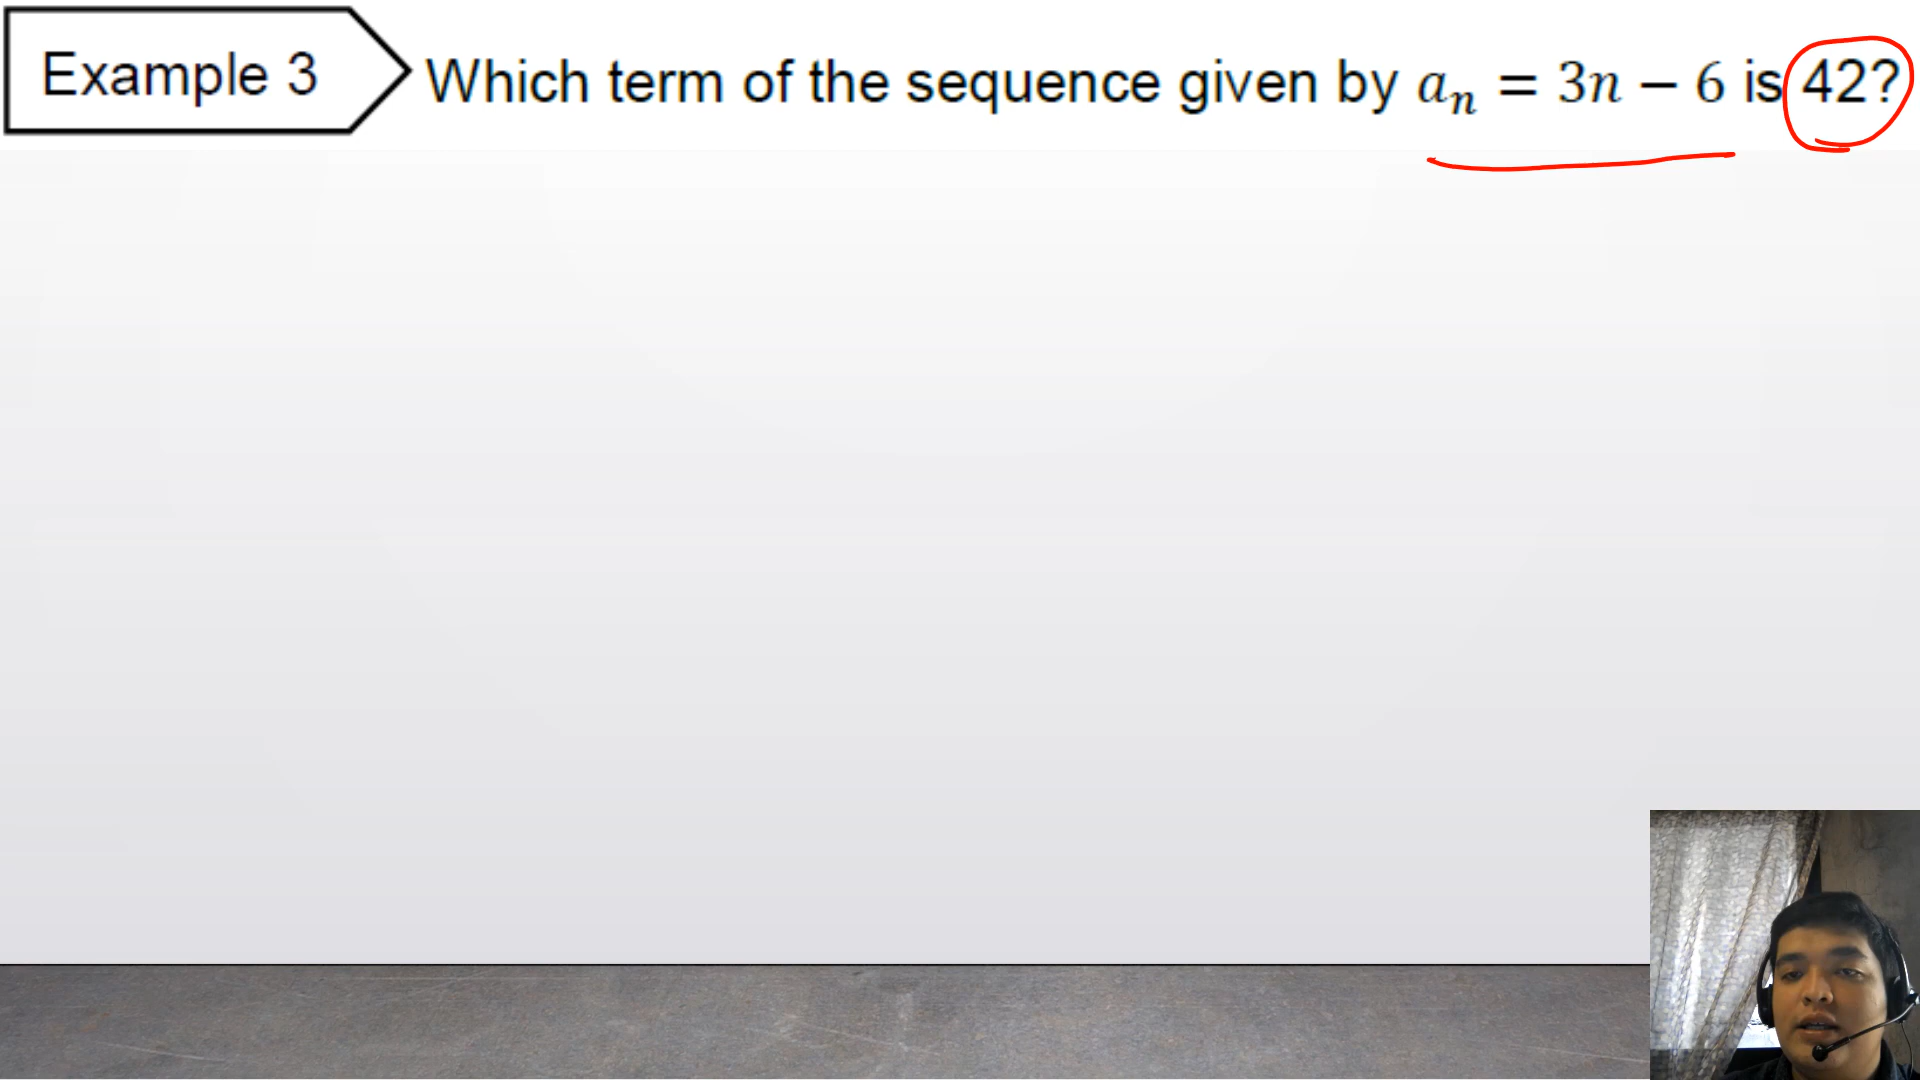 Example 3
Which term of the sequence given by aₙ = 3n − 6 is 42?